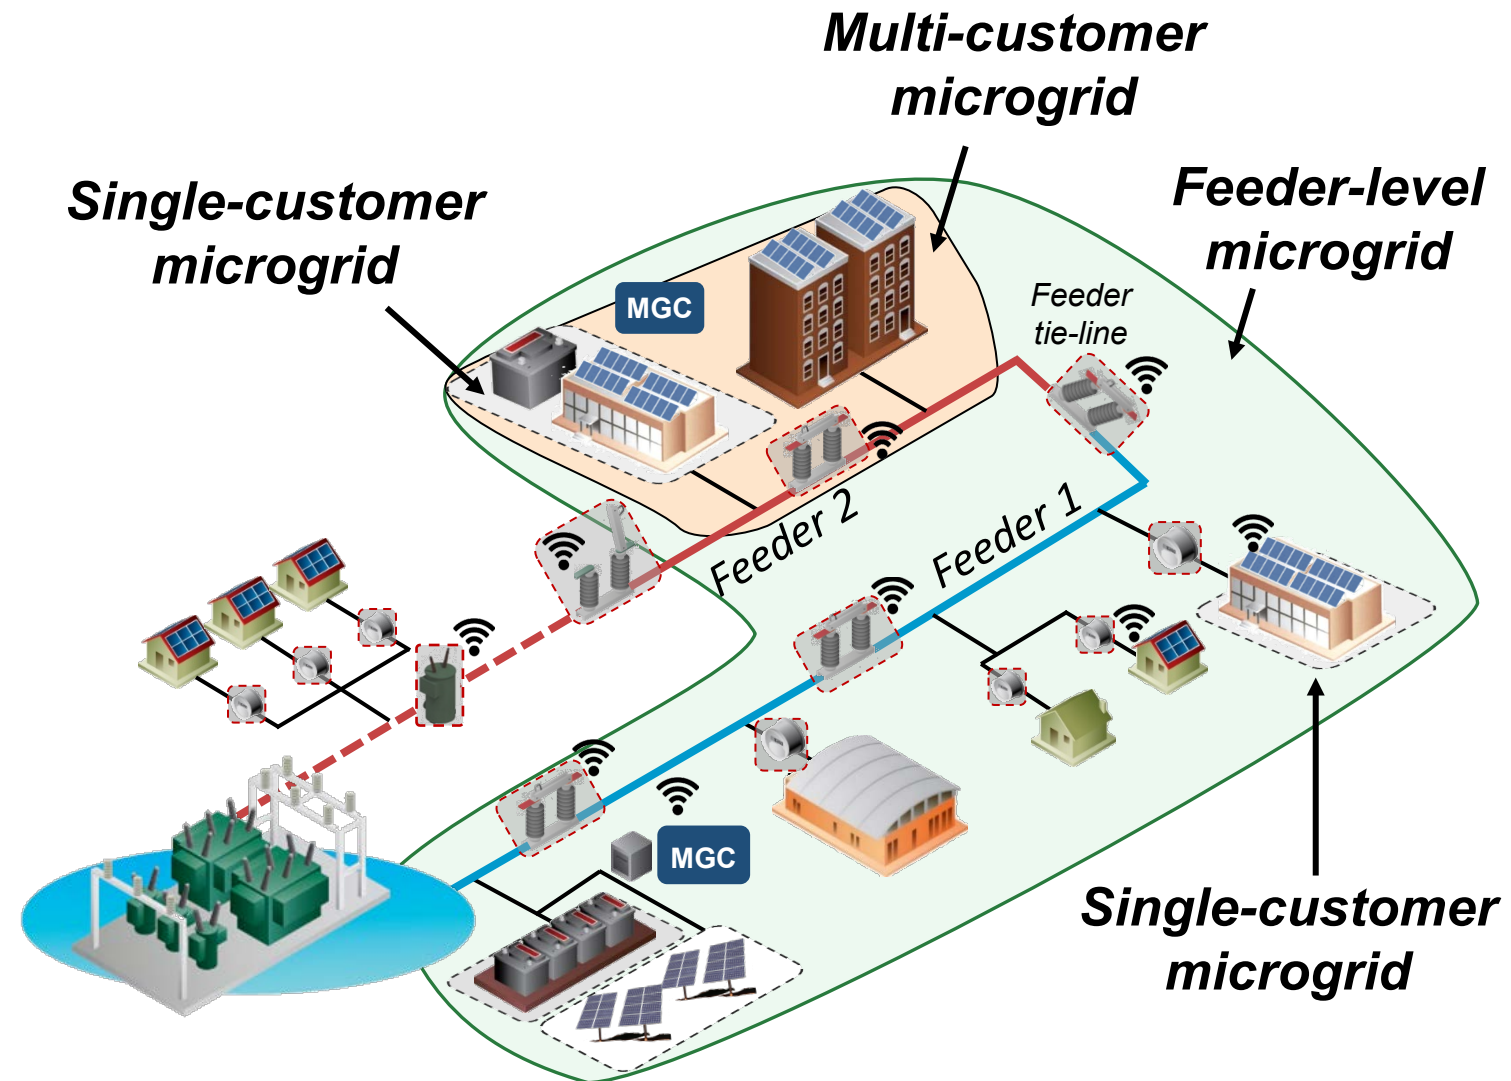 Multi-customer
microgrid
Single-customer
microgrid
Feeder-level
microgrid
MGC
Feeder
tie-line
Feeder 2
Feeder 1
MGC
Single-customer
microgrid